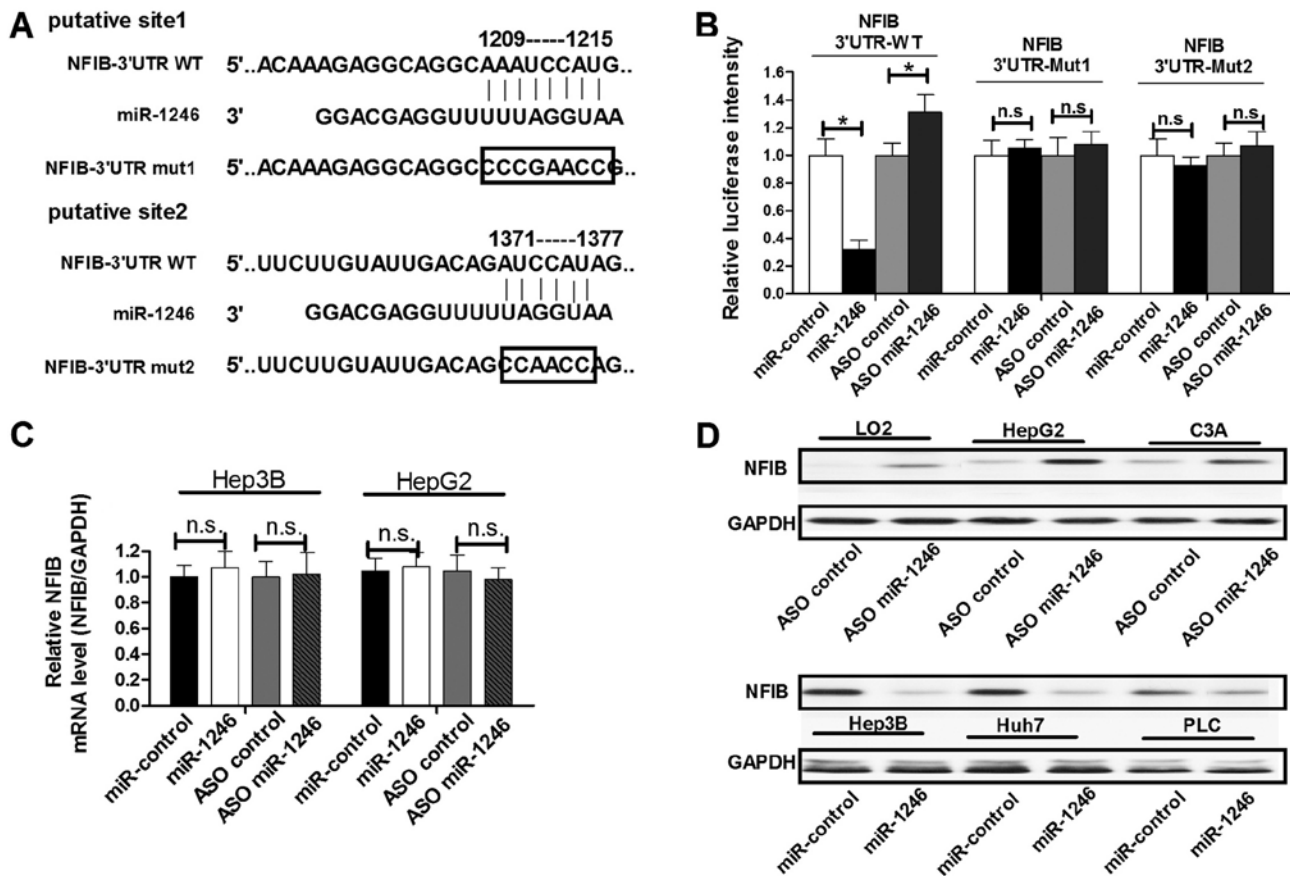 A
putative site1
1209-----1215
NFIB-3'UTR WT 5'..ACAAAGAGGCAGGCAAAUCCAUG..
miR-1246 3' GGACGAGGUUUUUAGGUAA
NFIB-3'UTR mut1 5'..ACAAAGAGGCAGGCCCCGAACCG..
putative site2
1371-----1377
NFIB-3'UTR WT 5'..UUCUUGUAUUGACAGAUCCAUAG..
miR-1246 3' GGACGAGGUUUUUAGGUAA
NFIB-3'UTR mut2 5'..UUCUUGUAUUGACAGCCAACCAG..
B
NFIB
3'UTR-WT
NFIB
3'UTR-Mut1
NFIB
3'UTR-Mut2
Relative luciferase intensity
1.6
1.4
1.2
1.0
0.8
0.6
0.4
0.2
0.0
* * n.s n.s n.s n.s
miR-control
miR-1246
ASO control
ASO miR-1246
miR-control
miR-1246
ASO control
ASO miR-1246
miR-control
miR-1246
ASO control
ASO miR-1246
C
Hep3B HepG2
n.s. n.s. n.s. n.s.
Relative NFIB
mRNA level (NFIB/GAPDH)
1.2
1.0
0.8
0.6
0.4
0.2
0.0
miR-control
miR-1246
ASO control
ASO miR-1246
miR-control
miR-1246
ASO control
ASO miR-1246
D
LO2 HepG2 C3A
NFIB
GAPDH
ASO control
ASO miR-1246
ASO control
ASO miR-1246
ASO control
ASO miR-1246
NFIB
Hep3B Huh7 PLC
GAPDH
miR-control
miR-1246
miR-control
miR-1246
miR-control
miR-1246